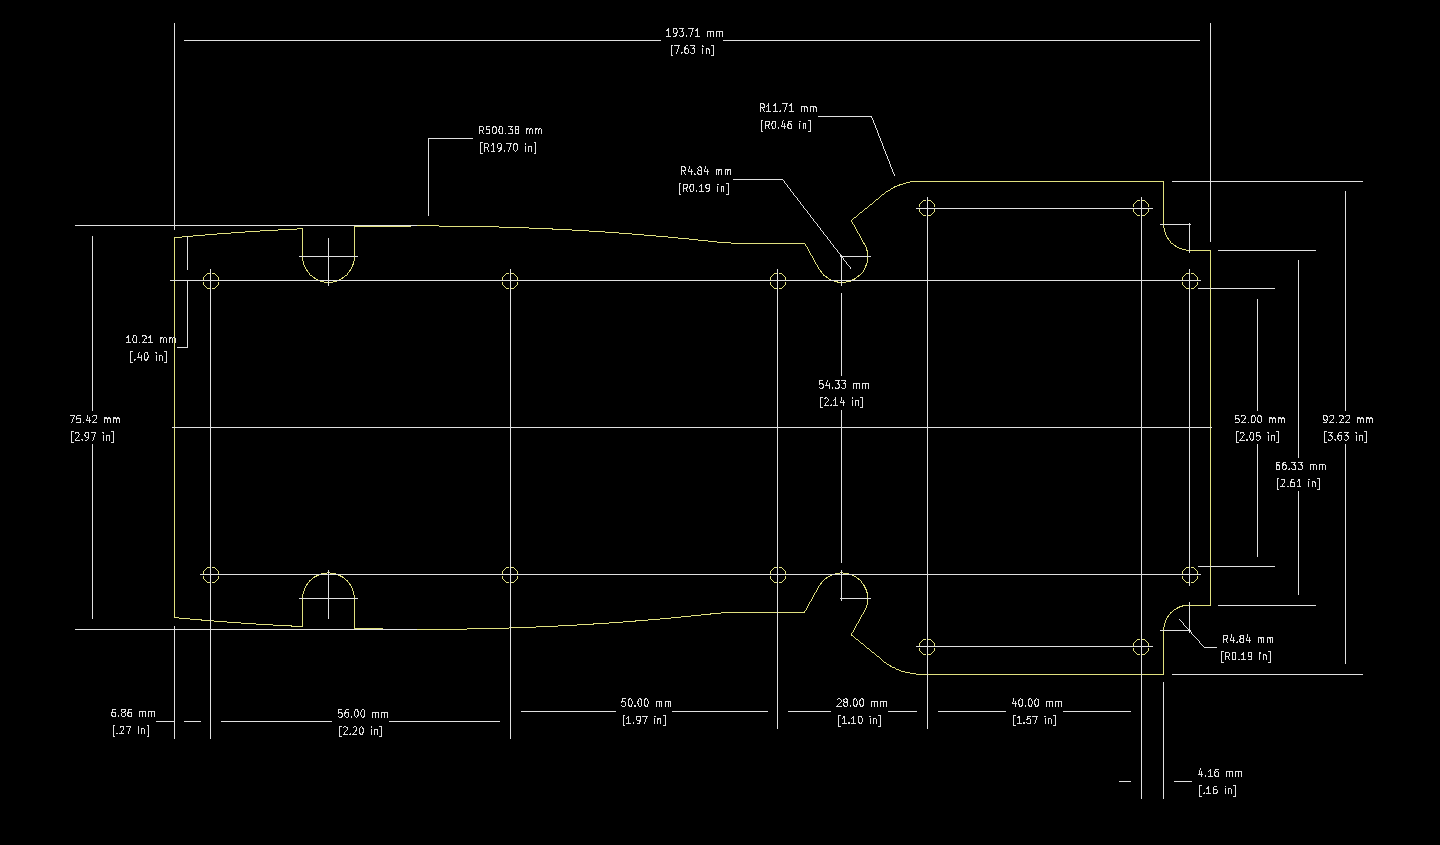 193.71 mm
[7.63 in]
R11.71 mm
[R0.46 in]
R500.38 mm
[R19.70 in]
R4.84 mm
[R0.19 in]
10.21 mm
[.40 in]
54.33 mm
[2.14 in]
75.42 mm
[2.97 in]
52.00 mm
[2.05 in]
92.22 mm
[3.63 in]
66.33 mm
[2.61 in]
R4.84 mm
[R0.19 in]
6.86 mm
[.27 in]
56.00 mm
[2.20 in]
50.00 mm
[1.97 in]
28.00 mm
[1.10 in]
40.00 mm
[1.57 in]
4.16 mm
[.16 in]